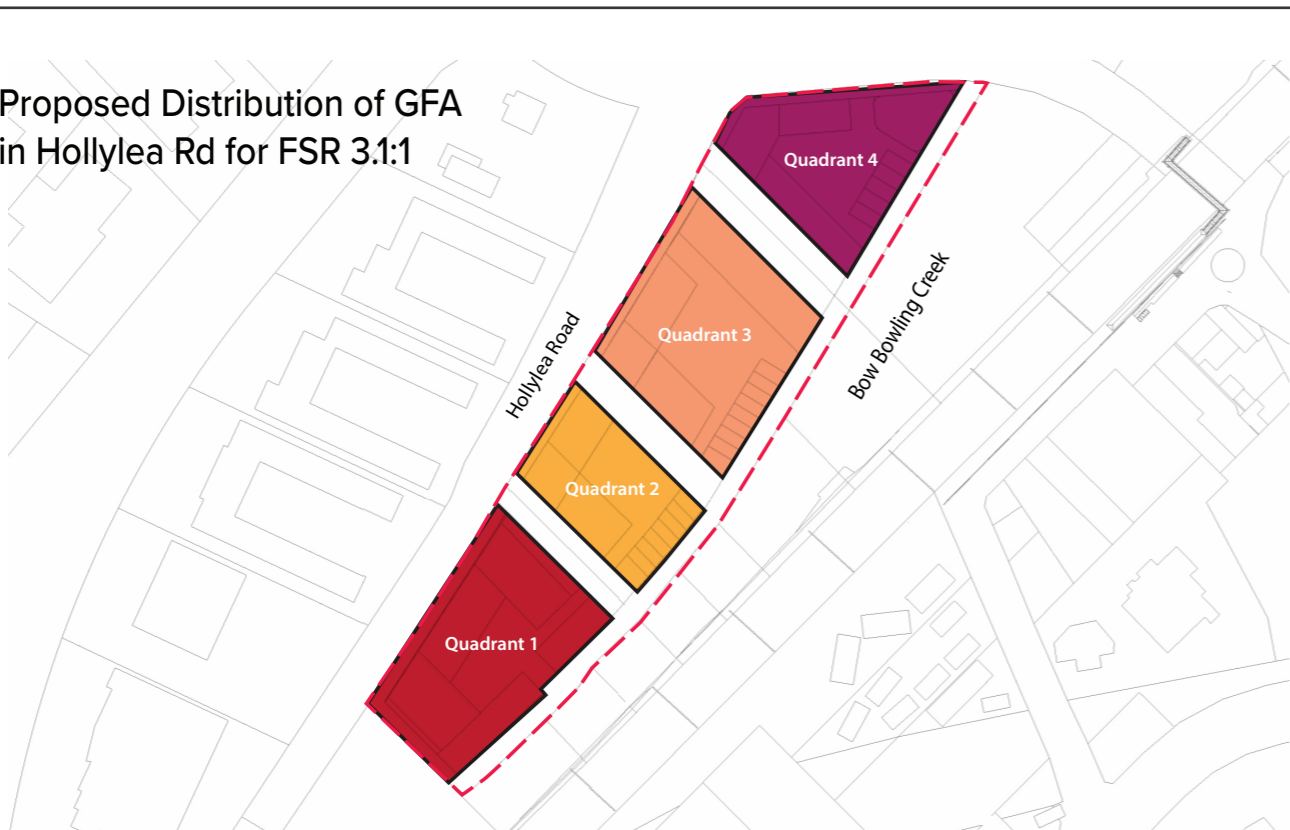 Proposed Distribution of GFA
in Hollylea Rd for FSR 3.1:1
Quadrant 4
Quadrant 3
Hollylea Road
Bow Bowling Creek
Quadrant 2
Quadrant 1